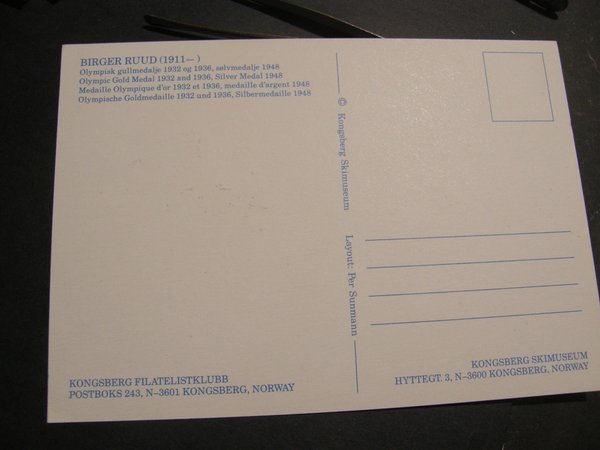 BIRGER RUUD (1911– )
Olympisk gullmedalje 1932 og 1936, sølvmedalje 1948
Olympic Gold Medal 1932 and 1936, Silver Medal 1948
Medaille Olympique d'or 1932 et 1936, medaille d'argent 1948
Olympische Goldmedaille 1932 und 1936, Silbermedaille 1948
© Kongsberg Skimuseum
Layout: Per Sunmann
KONGSBERG FILATELISTKLUBB
POSTBOKS 243, N–3601 KONGSBERG, NORWAY
KONGSBERG SKIMUSEUM
HYTTEGT. 3, N–3600 KONGSBERG, NORWAY